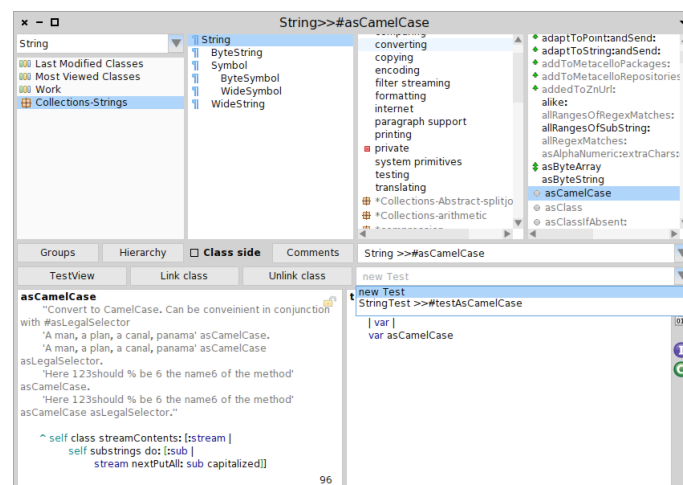 String>>#asCamelCase
String
Last Modified Classes
Most Viewed Classes
Work
Collections-Strings
String
ByteString
Symbol
ByteSymbol
WideSymbol
WideString
converting
copying
encoding
filter streaming
formatting
internet
paragraph support
printing
private
system primitives
testing
translating
*Collections-Abstract-splitjo
*Collections-arithmetic
adaptToPoint:andSend:
adaptToString:andSend:
addToMetacelloPackages:
addToMetacelloRepositories
addedToZnUrl:
alike:
allRangesOfRegexMatches:
allRangesOfSubString:
allRegexMatches:
asAlphaNumeric:extraChars:
asByteArray
asByteString
asCamelCase
asClass
asClassIfAbsent:
Groups
Hierarchy
Class side
Comments
String >>#asCamelCase
TestView
Link class
Unlink class
new Test
new Test
StringTest >>#testAsCamelCase
asCamelCase
"Convert to CamelCase. Can be conveinient in conjunction
with #asLegalSelector
'A man, a plan, a canal, panama' asCamelCase.
'A man, a plan, a canal, panama' asCamelCase
asLegalSelector.
'Here 123should % be 6 the name6 of the method'
asCamelCase.
'Here 123should % be 6 the name6 of the method'
asCamelCase asLegalSelector."
^ self class streamContents: [:stream |
self substrings do: [:sub |
stream nextPutAll: sub capitalized]]
96
t
| var |
var asCamelCase